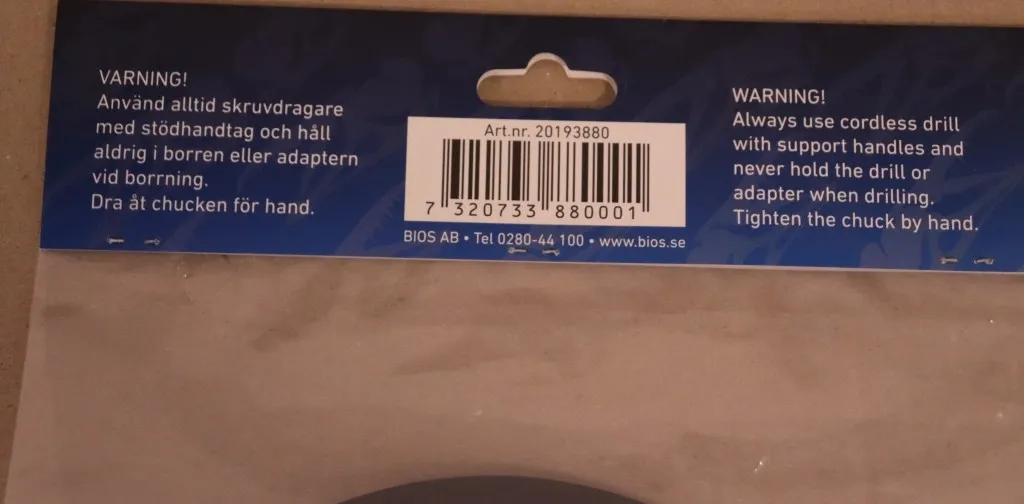 VARNING!
Använd alltid skruvdragare
med stödhandtag och håll
aldrig i borren eller adaptern
vid borrning.
Dra åt chucken för hand.
Art.nr. 20193880
7 320733 880001
BIOS AB • Tel 0280-44 100 • www.bios.se
WARNING!
Always use cordless drill
with support handles and
never hold the drill or
adapter when drilling.
Tighten the chuck by hand.